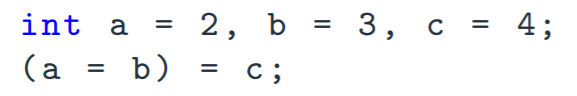 int a = 2, b = 3, c = 4;
(a = b) = c;